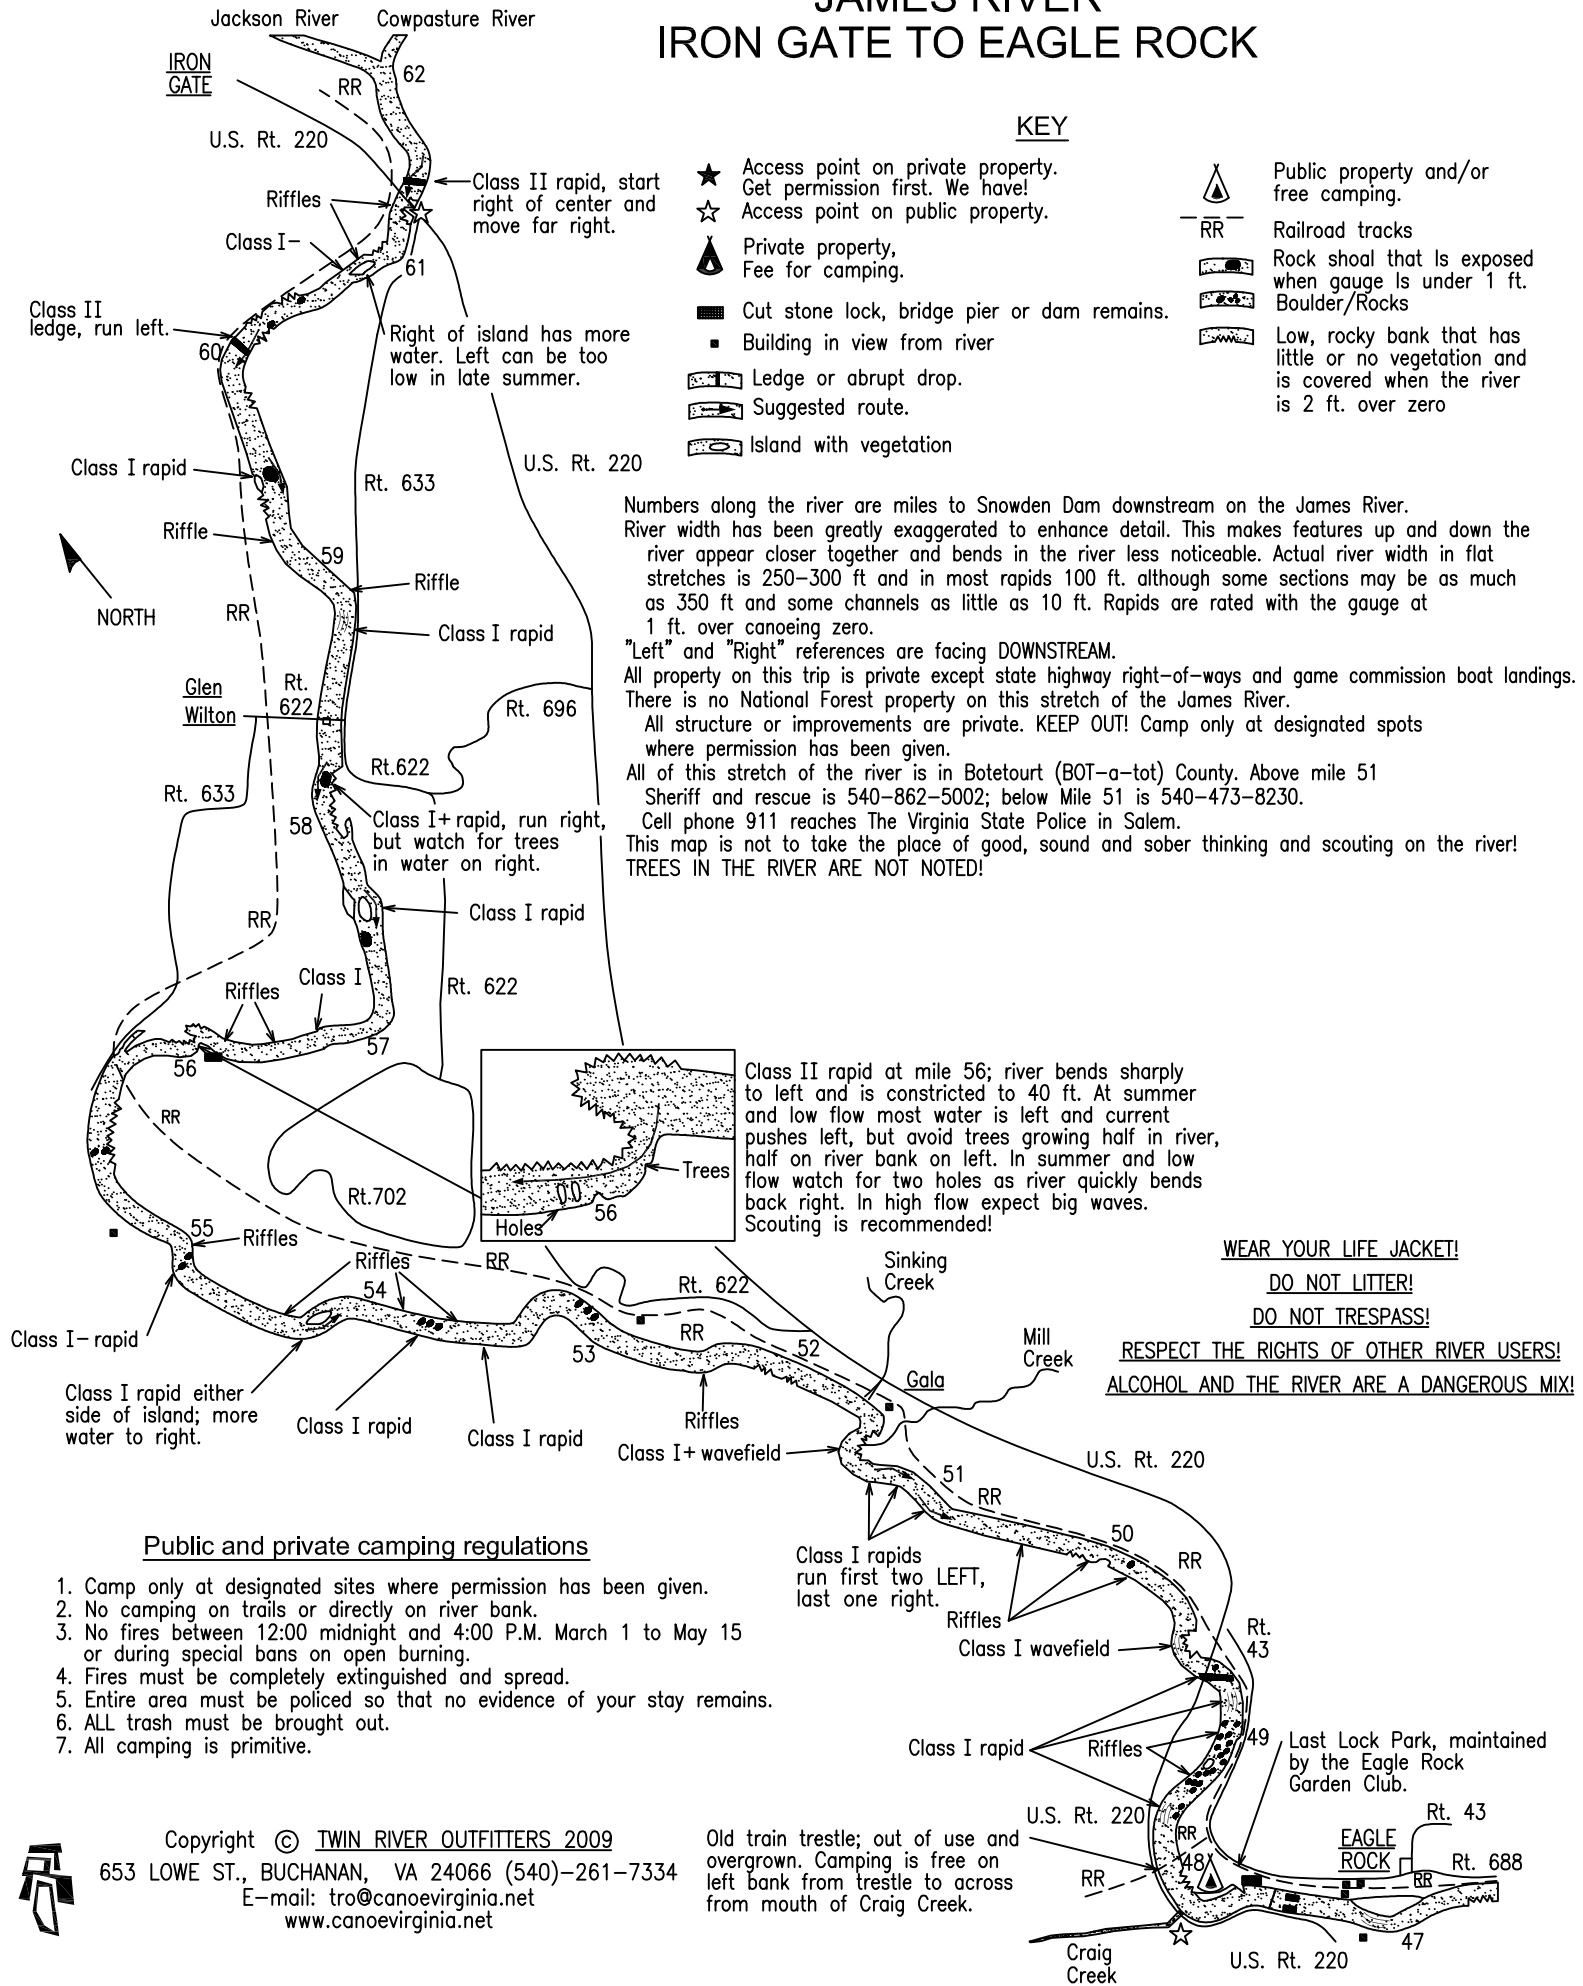 JAMES RIVER
IRON GATE TO EAGLE ROCK
Jackson River
Cowpasture River
IRON
GATE
RR
62
U.S. Rt. 220
Riffles
Class II rapid, start
right of center and
move far right.
Class I-
61
Class II
ledge, run left.
60
Right of island has more
water. Left can be too
low in late summer.
KEY
Access point on private property.
Get permission first. We have!
Access point on public property.
Private property,
Fee for camping.
Cut stone lock, bridge pier or dam remains.
Building in view from river
Ledge or abrupt drop.
Suggested route.
Island with vegetation
Public property and/or
free camping.
RR
Railroad tracks
Rock shoal that Is exposed
when gauge Is under 1 ft.
Boulder/Rocks
Low, rocky bank that has
little or no vegetation and
is covered when the river
is 2 ft. over zero
Class I rapid
Rt. 633
U.S. Rt. 220
Riffle
59
NORTH
RR
Riffle
Class I rapid
Numbers along the river are miles to Snowden Dam downstream on the James River.
River width has been greatly exaggerated to enhance detail. This makes features up and down the
river appear closer together and bends in the river less noticeable. Actual river width in flat
stretches is 250-300 ft and in most rapids 100 ft. although some sections may be as much
as 350 ft and some channels as little as 10 ft. Rapids are rated with the gauge at
1 ft. over canoeing zero.
"Left" and "Right" references are facing DOWNSTREAM.
All property on this trip is private except state highway right-of-ways and game commission boat landings.
There is no National Forest property on this stretch of the James River.
All structure or improvements are private. KEEP OUT! Camp only at designated spots
where permission has been given.
All of this stretch of the river is in Botetourt (BOT-a-tot) County. Above mile 51
Sheriff and rescue is 540-862-5002; below Mile 51 is 540-473-8230.
Cell phone 911 reaches The Virginia State Police in Salem.
This map is not to take the place of good, sound and sober thinking and scouting on the river!
TREES IN THE RIVER ARE NOT NOTED!
Glen
Wilton
Rt.
622
Rt. 696
Rt.622
Rt. 633
58
Class I+ rapid, run right,
but watch for trees
in water on right.
RR
Class I rapid
Rt. 622
Class I
Riffles
57
56
RR
Rt.702
Trees
Holes
56
Class II rapid at mile 56; river bends sharply
to left and is constricted to 40 ft. At summer
and low flow most water is left and current
pushes left, but avoid trees growing half in river,
half on river bank on left. In summer and low
flow watch for two holes as river quickly bends
back right. In high flow expect big waves.
Scouting is recommended!
55
Riffles
Riffles
RR
54
Rt. 622
Sinking
Creek
WEAR YOUR LIFE JACKET!
DO NOT LITTER!
DO NOT TRESPASS!
RESPECT THE RIGHTS OF OTHER RIVER USERS!
ALCOHOL AND THE RIVER ARE A DANGEROUS MIX!
Class I- rapid
RR
53
52
Mill
Creek
Gala
Class I rapid either
side of island; more
water to right.
Class I rapid
Class I rapid
Riffles
Class I+ wavefield
51
U.S. Rt. 220
RR
50
RR
Class I rapids
run first two LEFT,
last one right.
Riffles
Class I wavefield
Rt.
43
Public and private camping regulations
1. Camp only at designated sites where permission has been given.
2. No camping on trails or directly on river bank.
3. No fires between 12:00 midnight and 4:00 P.M. March 1 to May 15
or during special bans on open burning.
4. Fires must be completely extinguished and spread.
5. Entire area must be policed so that no evidence of your stay remains.
6. ALL trash must be brought out.
7. All camping is primitive.
Class I rapid
Riffles
49
Last Lock Park, maintained
by the Eagle Rock
Garden Club.
U.S. Rt. 220
Rt. 43
RR
EAGLE
ROCK
Rt. 688
48
RR
RR
Old train trestle; out of use and
overgrown. Camping is free on
left bank from trestle to across
from mouth of Craig Creek.
Craig
Creek
U.S. Rt. 220
47
Copyright © TWIN RIVER OUTFITTERS 2009
653 LOWE ST., BUCHANAN, VA 24066 (540)-261-7334
E-mail: tro@canoevirginia.net
www.canoevirginia.net